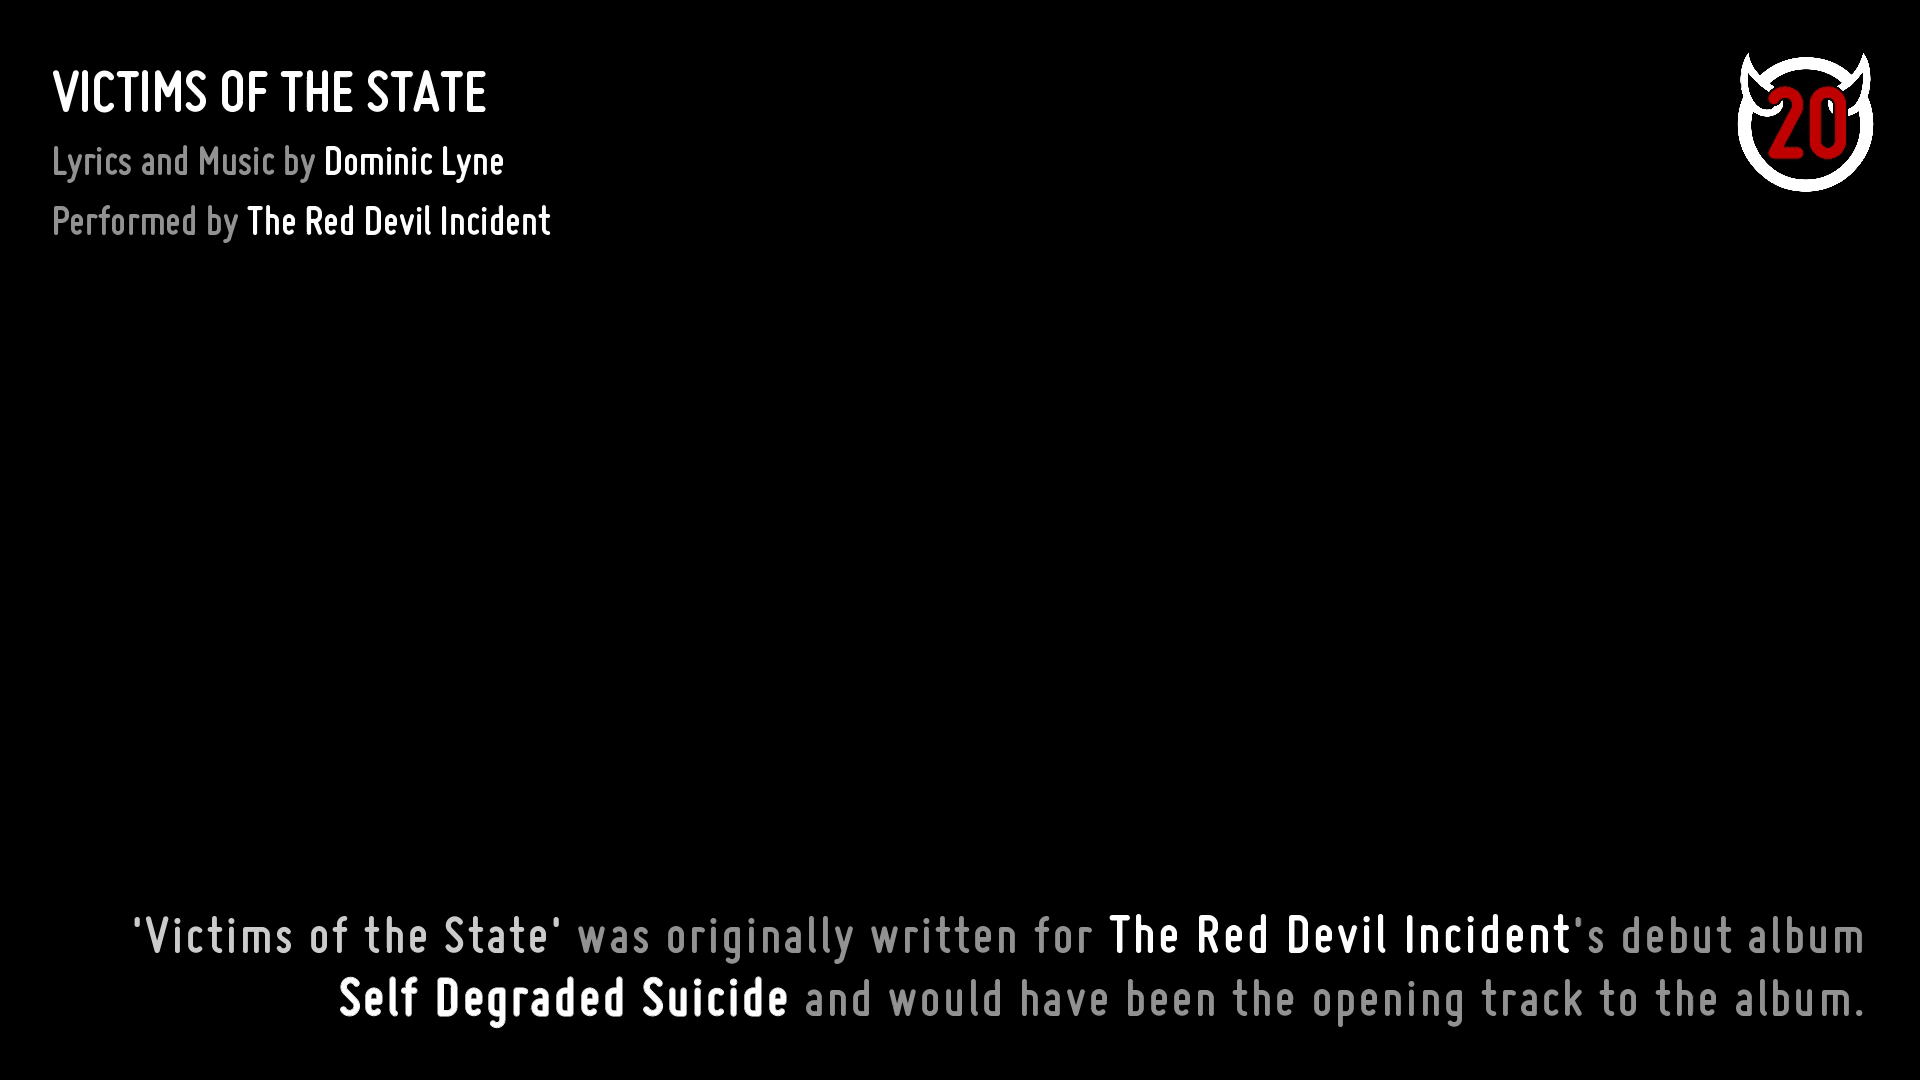 VICTIMS OF THE STATE
Lyrics and Music by Dominic Lyne
Performed by The Red Devil Incident
20
'Victims of the State' was originally written for The Red Devil Incident's debut album
Self Degraded Suicide and would have been the opening track to the album.